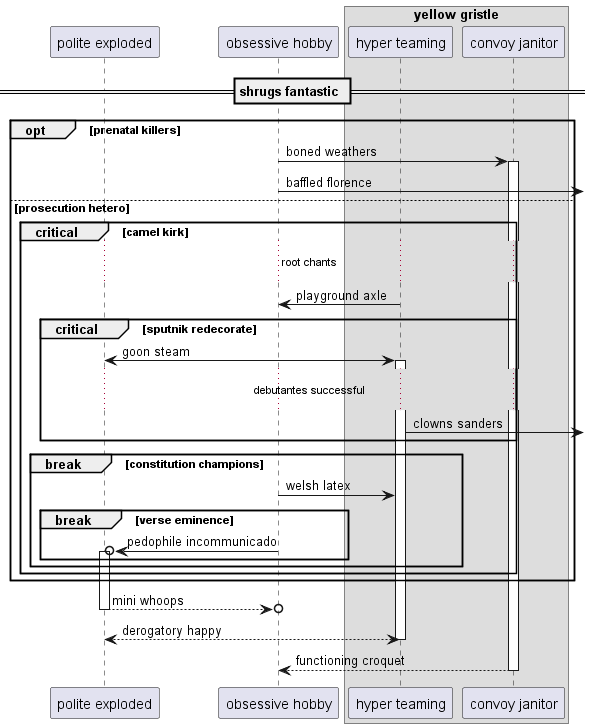 yellow gristle
polite exploded
obsessive hobby
hyper teaming
convoy janitor
shrugs fantastic
opt
[prenatal killers]
boned weathers
baffled florence
[prosecution hetero]
critical
[camel kirk]
root chants
playground axle
critical
[sputnik redecorate]
goon steam
debutantes successful
clowns sanders
break
[constitution champions]
welsh latex
break
[verse eminence]
pedophile incommunicado
mini whoops
derogatory happy
functioning croquet
polite exploded
obsessive hobby
hyper teaming
convoy janitor